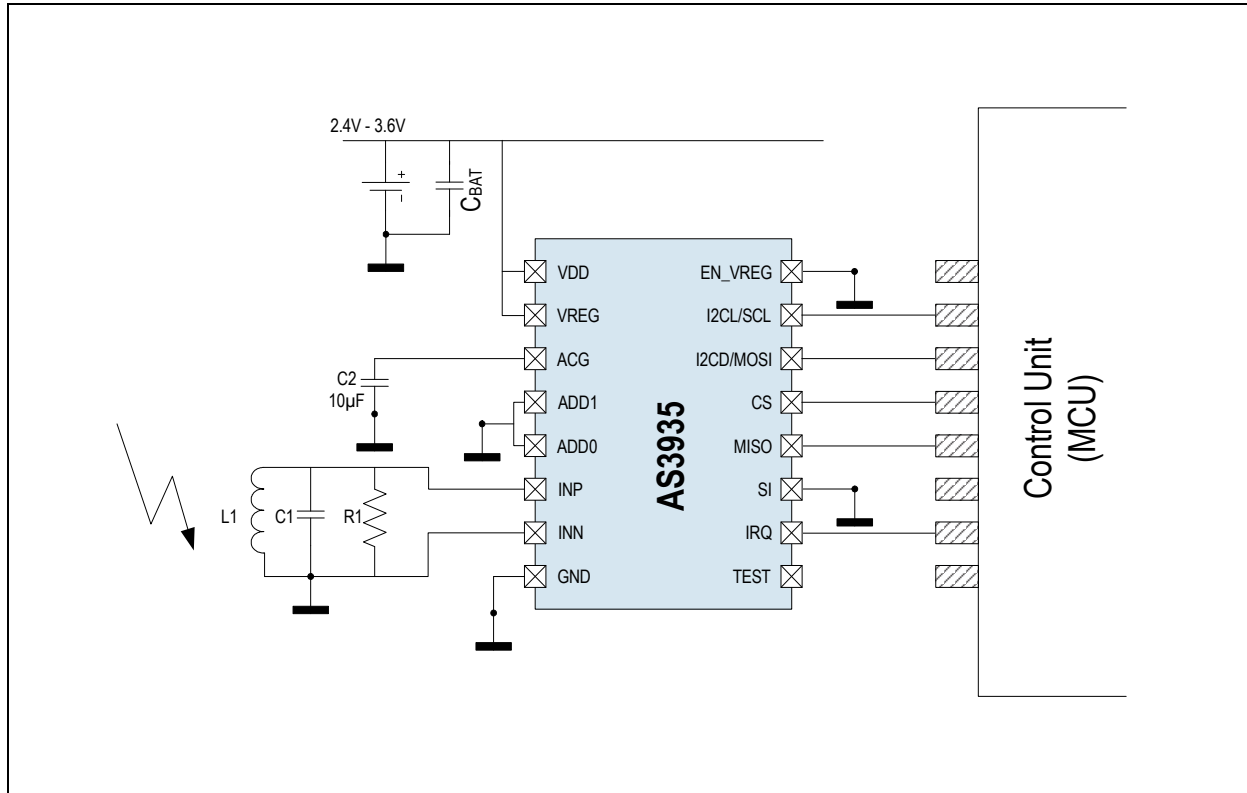 2.4V - 3.6V
+
-
CBAT
VDD
VREG
ACG
ADD1
ADD0
INP
INN
GND
AS3935
EN_VREG
I2CL/SCL
I2CD/MOSI
CS
MISO
SI
IRQ
TEST
C2
10µF
L1
C1
R1
Control Unit
(MCU)